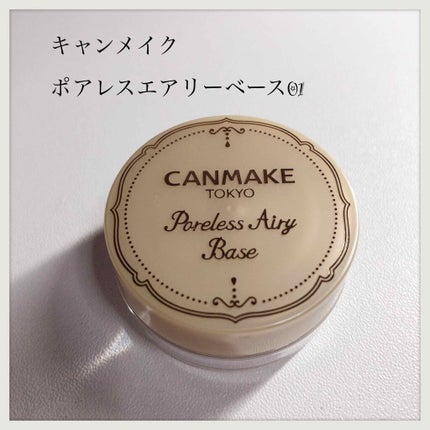 キャンメイク
ポアレスエアリーベース01
CANMAKE
TOKYO
Poreless Airy
Base